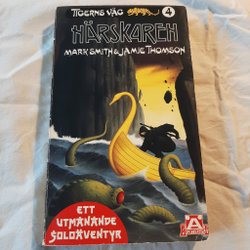 TIGERNS VÄG
4
HÄRSKAREN
MARK SMITH & JAMIE THOMSON
ETT
UTMANANDE
SOLOÄVENTYR